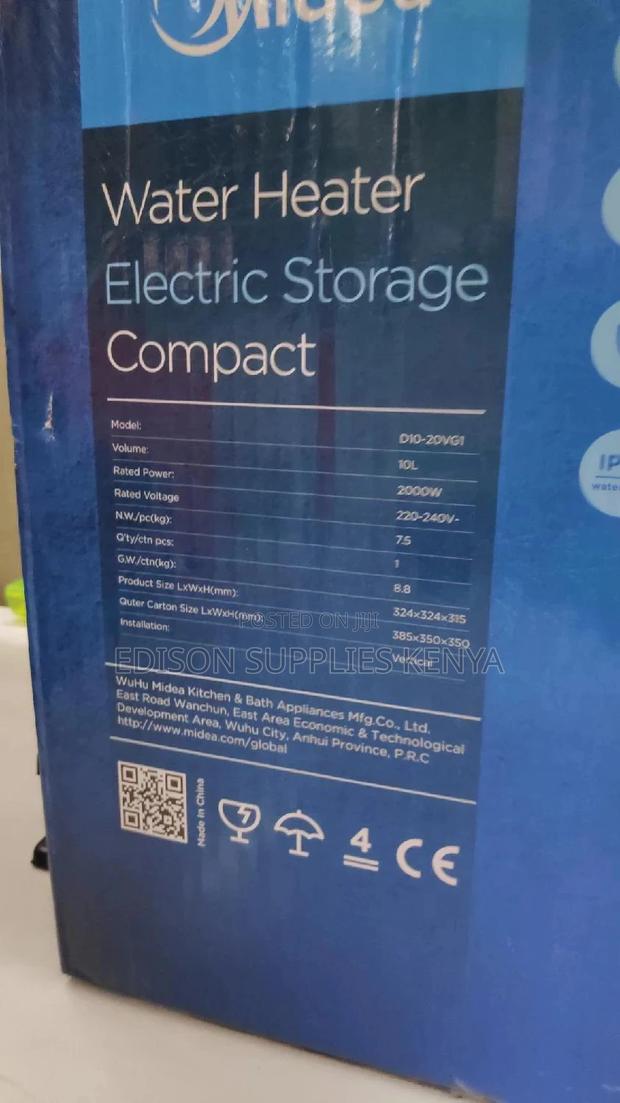 Midea
Water Heater
Electric Storage
Compact
Model: D10-20VG1
Volume: 10L
Rated Power: 2000W
Rated Voltage 220-240V~
N.W./pc(kg): 7.5
Q'ty/ctn pcs: 1
G.W./ctn(kg): 8.8
Product Size LxWxH(mm): 324x324x315
Outer Carton Size LxWxH(mm): 385x350x350
Installation: Vertical
POSTED ON JIJI
EDISON SUPPLIES KENYA
WuHu Midea Kitchen & Bath Appliances Mfg.Co., Ltd.
East Road Wanchun, East Area Economic & Technological
Development Area, Wuhu City, Anhui Province, P.R.C
http://www.midea.com/global
Made in China
4
CE
IP
wate